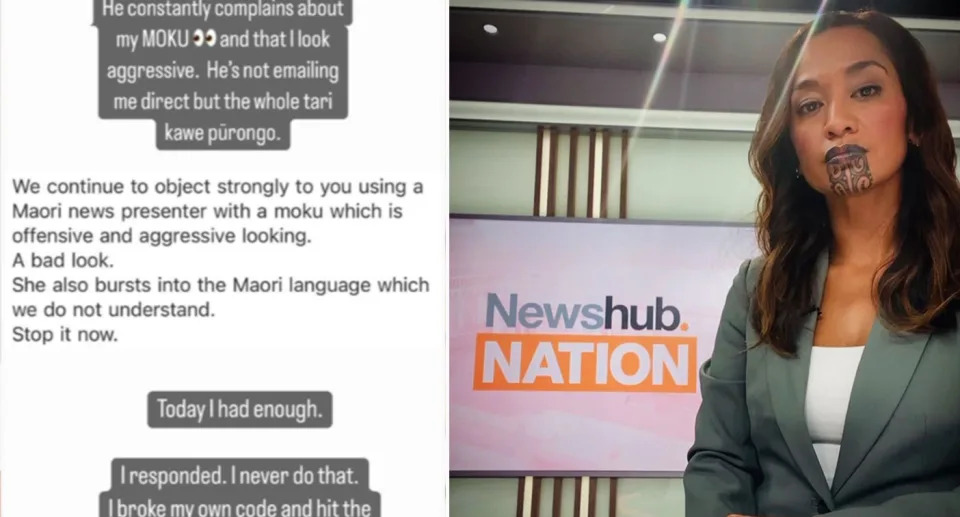 He constantly complains about
my MOKU 👀 and that I look
aggressive. He's not emailing
me direct but the whole tari
kawe pūrongo.
We continue to object strongly to you using a
Maori news presenter with a moku which is
offensive and aggressive looking.
A bad look.
She also bursts into the Maori language which
we do not understand.
Stop it now.
Today I had enough.
I responded. I never do that.
I broke my own code and hit the
Newshub.
NATION